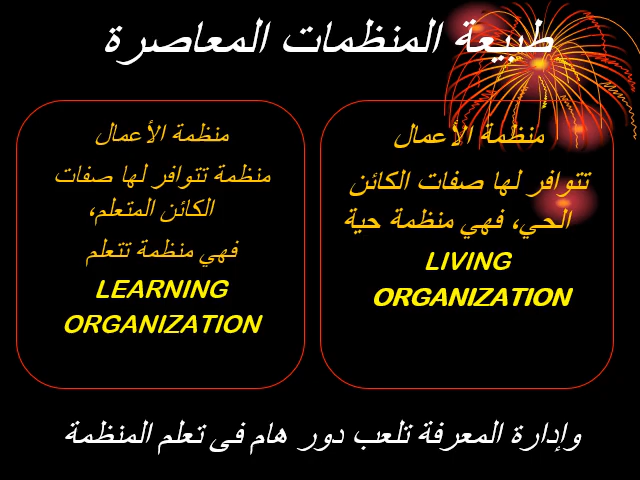 طبيعة المنظمات المعاصرة
منظمة الأعمال
تتوافر لها صفات الكائن
الحي، فهي منظمة حية
LIVING
ORGANIZATION
منظمة الأعمال
منظمة تتوافر لها صفات
الكائن المتعلم،
فهي منظمة تتعلم
LEARNING
ORGANIZATION
وإدارة المعرفة تلعب دور هام فى تعلم المنظمة